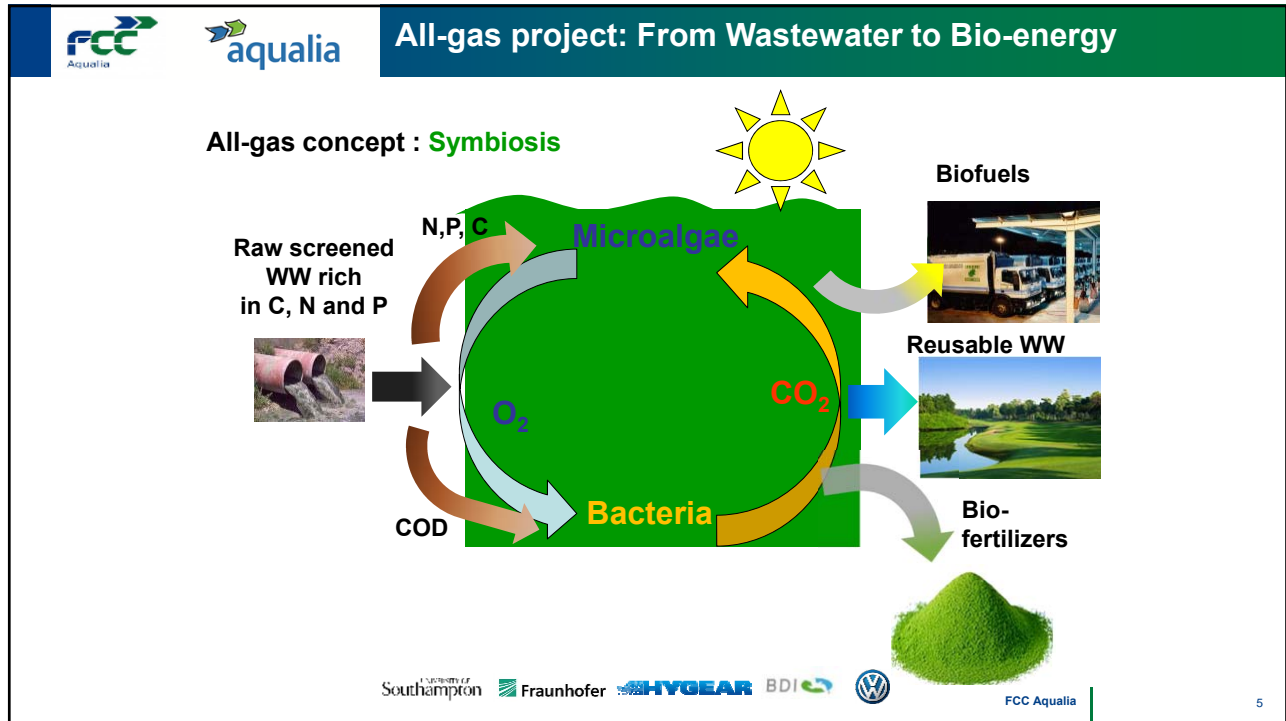 FCC
Aqualia
aqualia
All-gas project: From Wastewater to Bio-energy
All-gas concept : Symbiosis
Biofuels
N,P, C
Microalgae
Raw screened
WW rich
in C, N and P
Reusable WW
CO₂
O₂
Bacteria
COD
Bio-
fertilizers
UNIVERSITY OF
Southampton
Fraunhofer
HYGEAR
BDI
FCC Aqualia
5